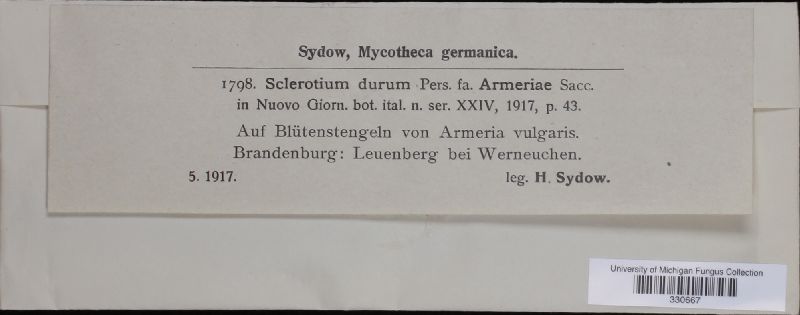 Sydow, Mycotheca germanica.
1798. Sclerotium durum Pers. fa. Armeriae Sacc.
in Nuovo Giorn. bot. ital. n. ser. XXIV, 1917, p. 43.
Auf Blütenstengeln von Armeria vulgaris.
Brandenburg: Leuenberg bei Werneuchen.
5. 1917. leg. H. Sydow.
University of Michigan Fungus Collection
330667